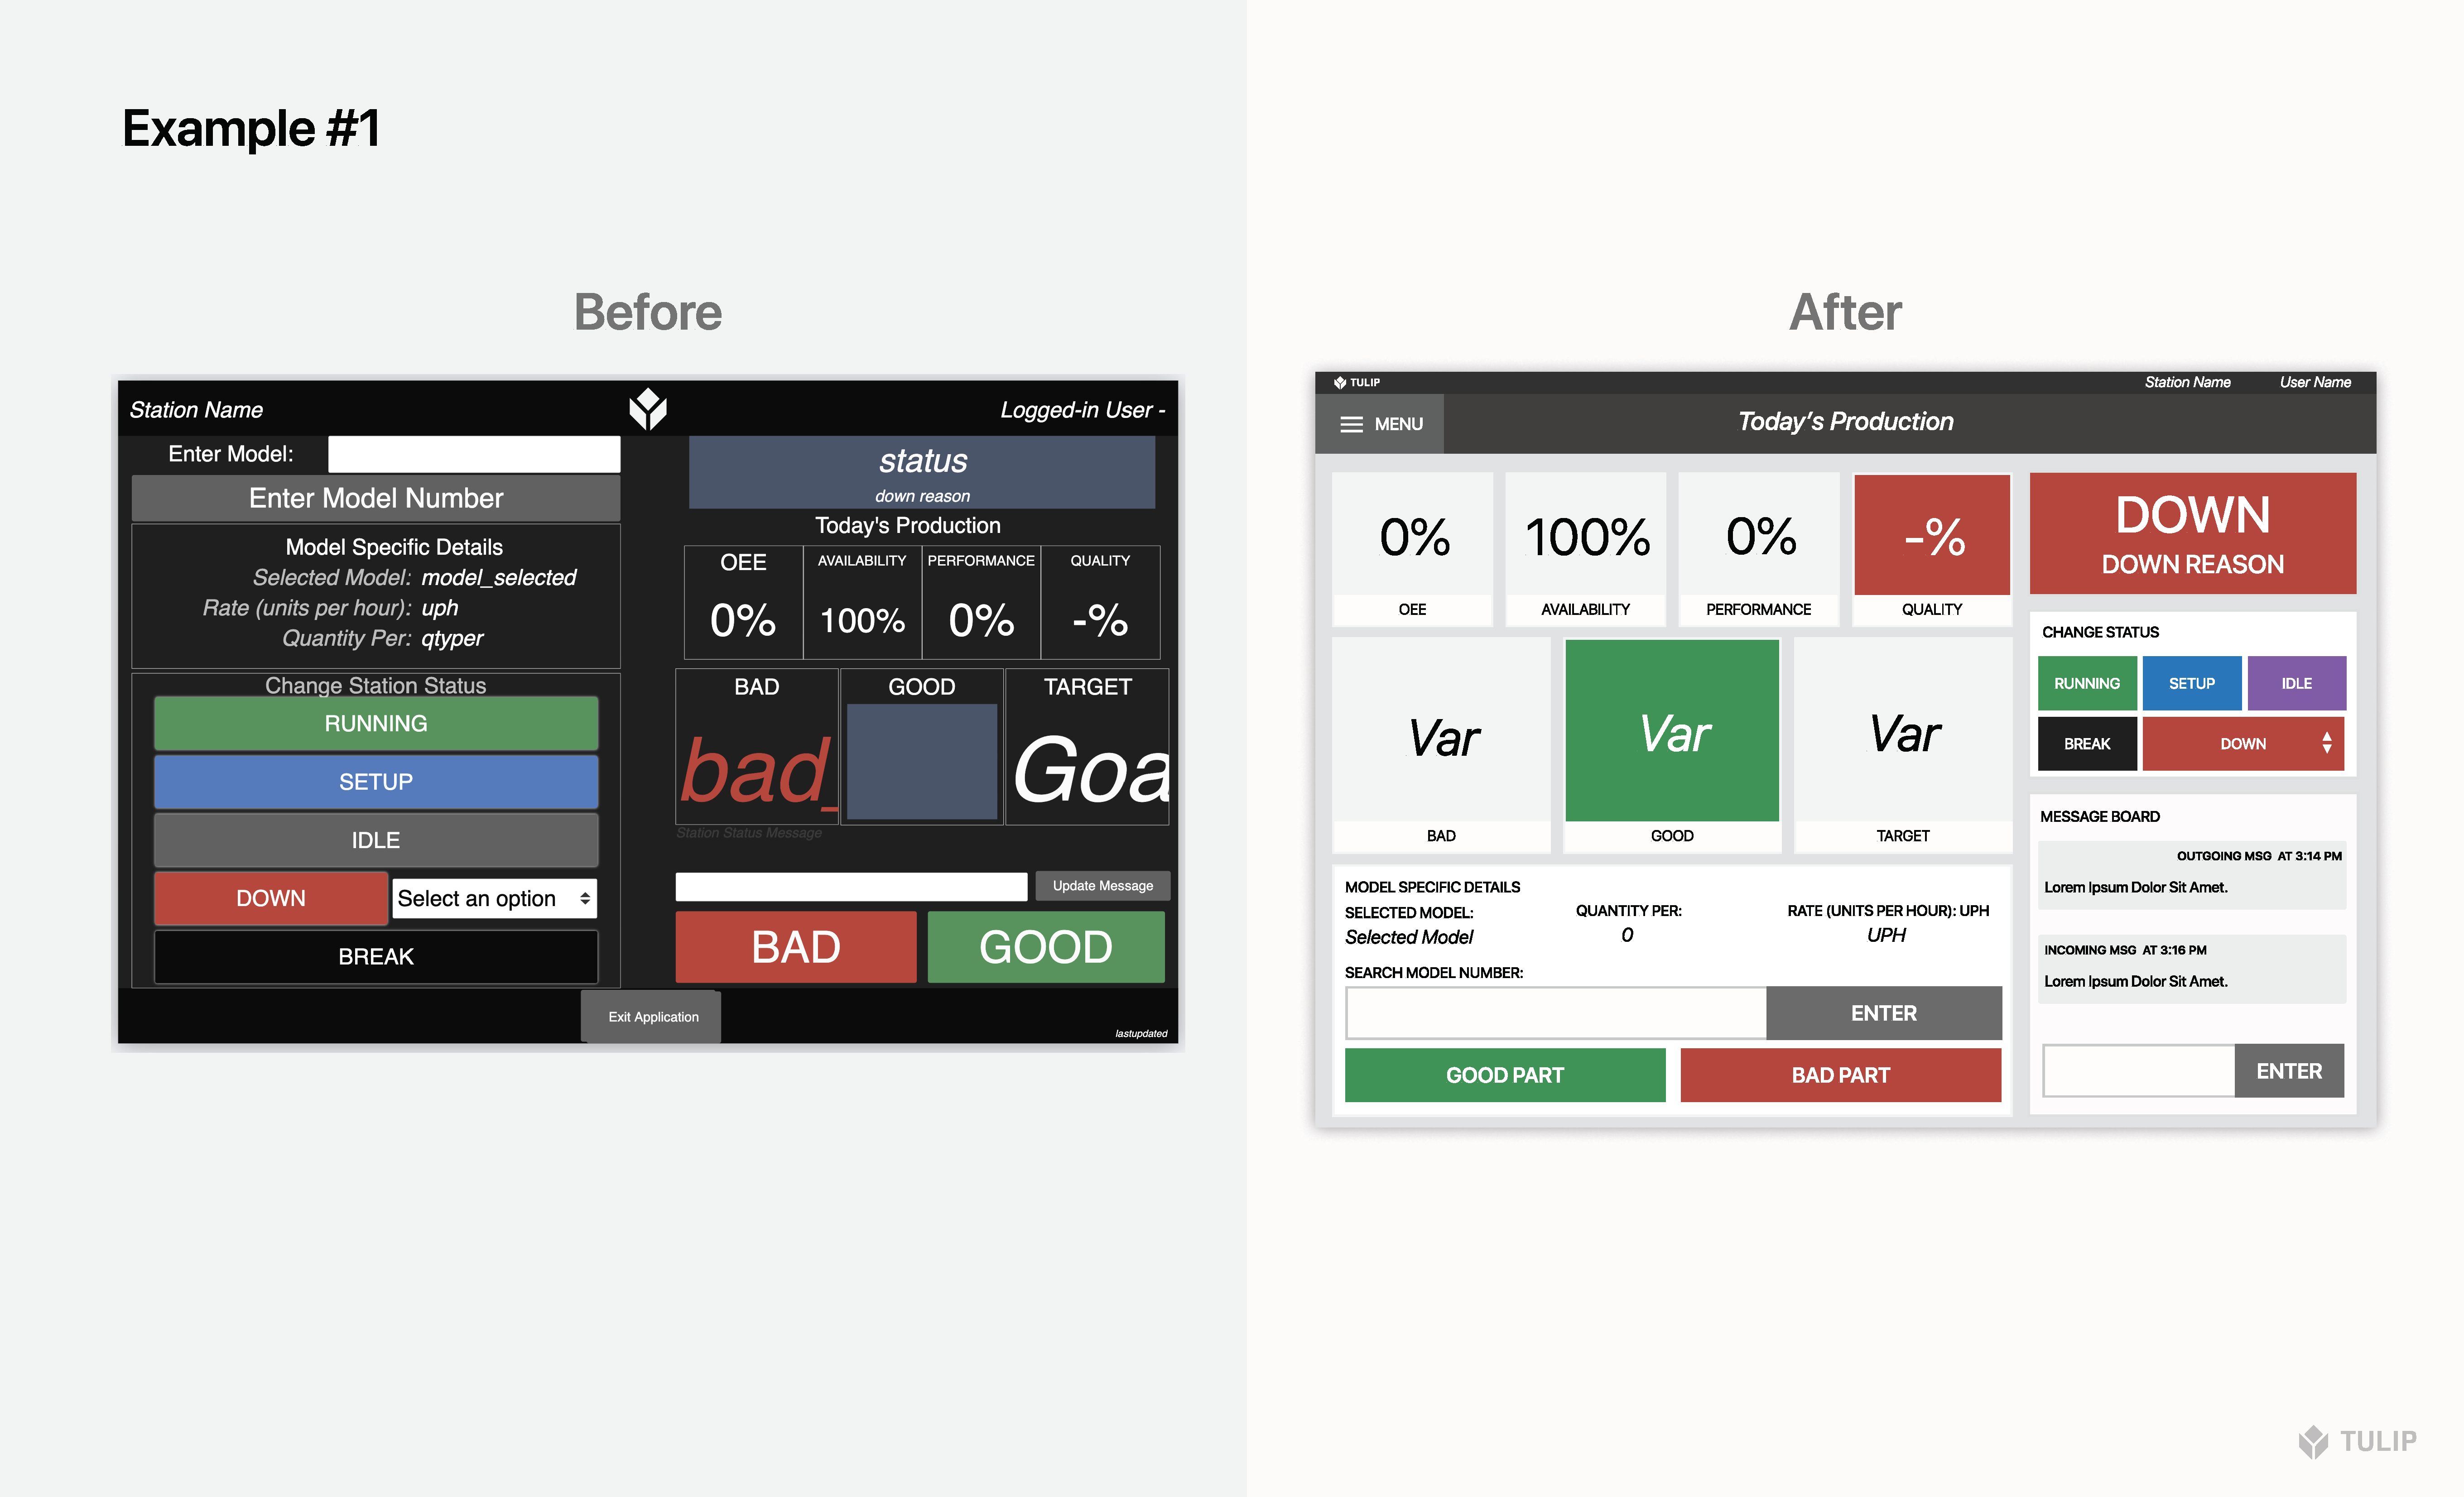 Example #1
Before
Station Name
Logged-in User -
Enter Model:
Enter Model Number
Model Specific Details
Selected Model: model_selected
Rate (units per hour): uph
Quantity Per: qtyper
Change Station Status
RUNNING
SETUP
IDLE
DOWN
Select an option
BREAK
status
down reason
Today's Production
OEE
AVAILABILITY
PERFORMANCE
QUALITY
0%
100%
0%
-%
BAD
GOOD
TARGET
bad_
Goa
Station Status Message
Update Message
BAD
GOOD
Exit Application
lastupdated
After
TULIP
Station Name
User Name
MENU
Today's Production
0%
100%
0%
-%
OEE
AVAILABILITY
PERFORMANCE
QUALITY
Var
Var
Var
BAD
GOOD
TARGET
MODEL SPECIFIC DETAILS
SELECTED MODEL:
QUANTITY PER:
RATE (UNITS PER HOUR): UPH
Selected Model
0
UPH
SEARCH MODEL NUMBER:
ENTER
GOOD PART
BAD PART
DOWN
DOWN REASON
CHANGE STATUS
RUNNING
SETUP
IDLE
BREAK
DOWN
MESSAGE BOARD
OUTGOING MSG AT 3:14 PM
Lorem Ipsum Dolor Sit Amet.
INCOMING MSG AT 3:16 PM
Lorem Ipsum Dolor Sit Amet.
ENTER
TULIP